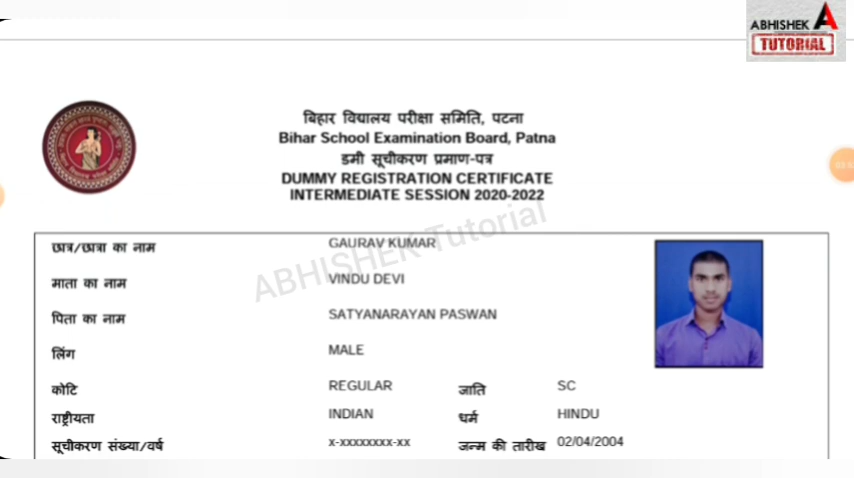 ABHISHEK
TUTORIAL
बिहार विद्यालय परीक्षा समिति, पटना
Bihar School Examination Board, Patna
डमी सूचीकरण प्रमाण-पत्र
DUMMY REGISTRATION CERTIFICATE
INTERMEDIATE SESSION 2020-2022
ABHISHEK Tutorial
छात्र/छात्रा का नाम GAURAV KUMAR
माता का नाम VINDU DEVI
पिता का नाम SATYANARAYAN PASWAN
लिंग MALE
कोटि REGULAR जाति SC
राष्ट्रीयता INDIAN धर्म HINDU
सूचीकरण संख्या/वर्ष x-xxxxxxxx-xx जन्म की तारीख 02/04/2004